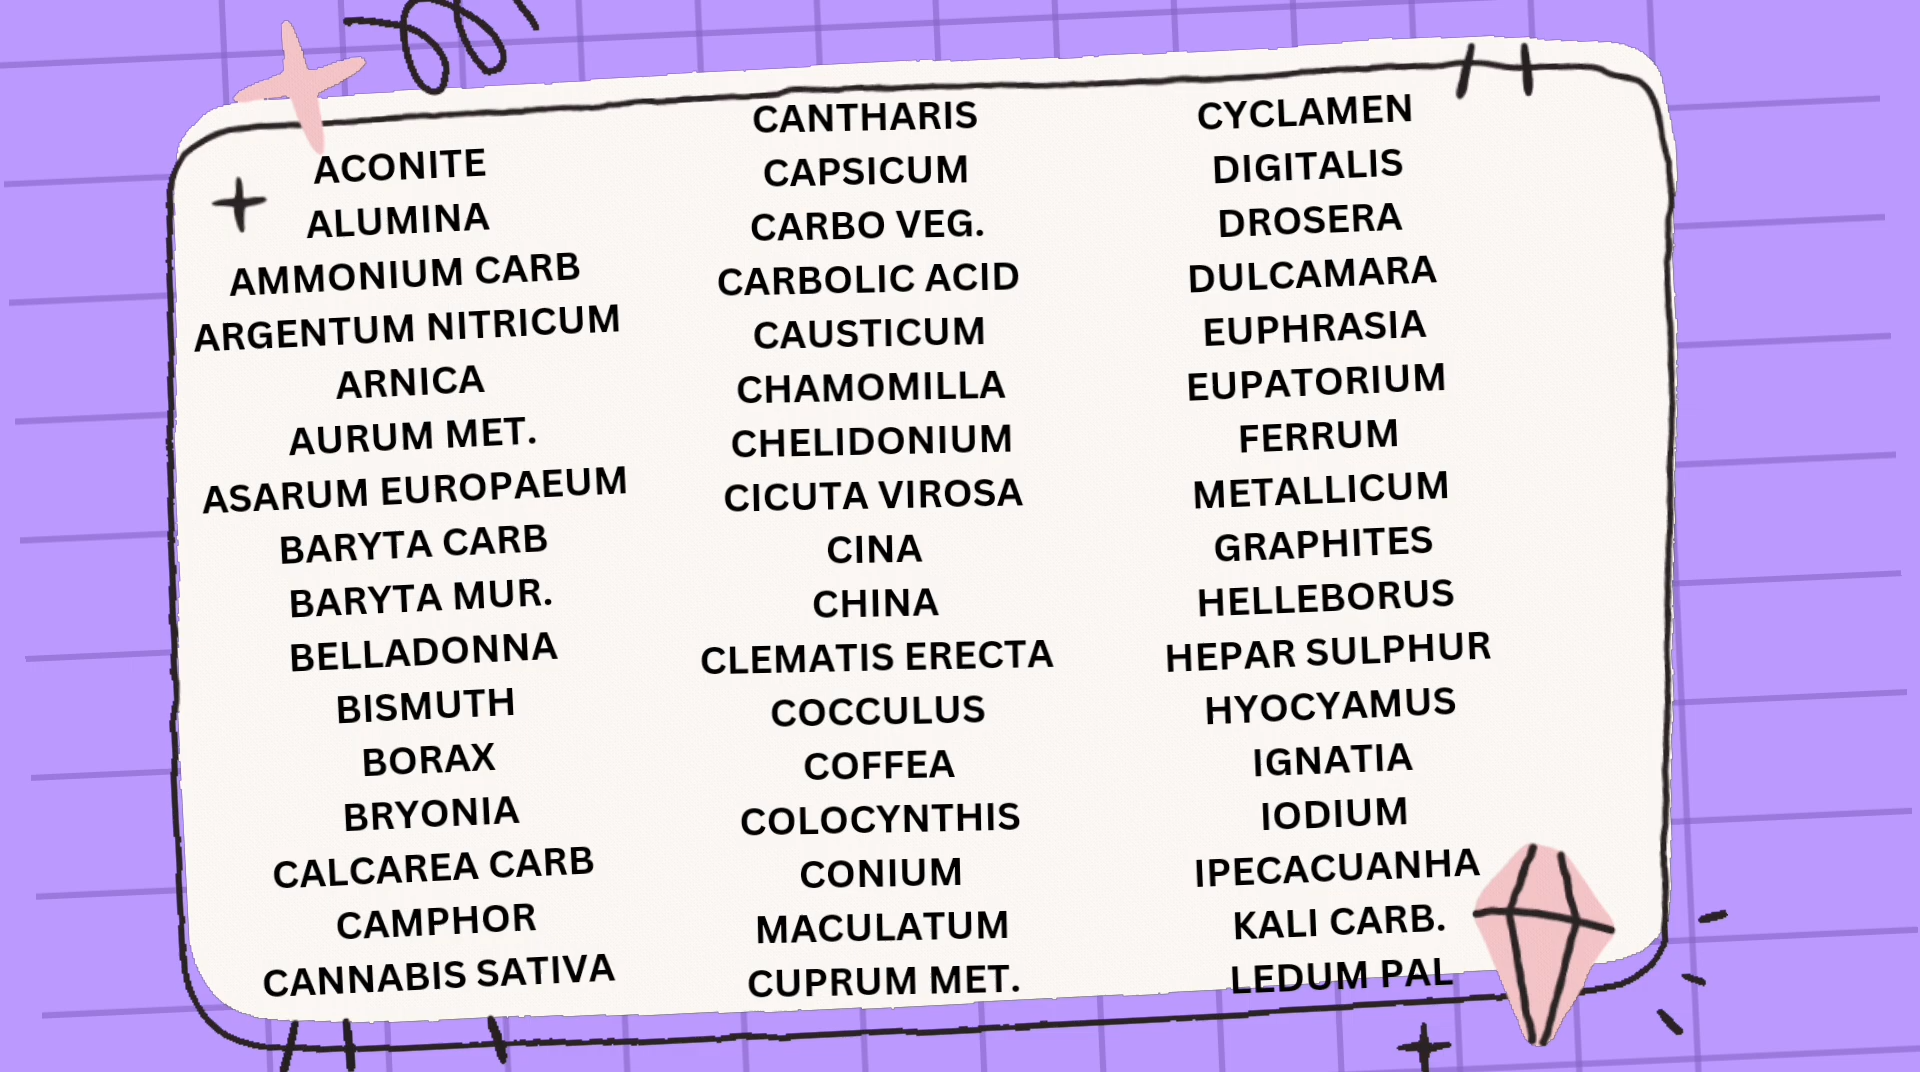 ACONITE
ALUMINA
AMMONIUM CARB
ARGENTUM NITRICUM
ARNICA
AURUM MET.
ASARUM EUROPAEUM
BARYTA CARB
BARYTA MUR.
BELLADONNA
BISMUTH
BORAX
BRYONIA
CALCAREA CARB
CAMPHOR
CANNABIS SATIVA
CANTHARIS
CAPSICUM
CARBO VEG.
CARBOLIC ACID
CAUSTICUM
CHAMOMILLA
CHELIDONIUM
CICUTA VIROSA
CINA
CHINA
CLEMATIS ERECTA
COCCULUS
COFFEA
COLOCYNTHIS
CONIUM
MACULATUM
CUPRUM MET.
CYCLAMEN
DIGITALIS
DROSERA
DULCAMARA
EUPHRASIA
EUPATORIUM
FERRUM
METALLICUM
GRAPHITES
HELLEBORUS
HEPAR SULPHUR
HYOCYAMUS
IGNATIA
IODIUM
IPECACUANHA
KALI CARB.
LEDUM PAL